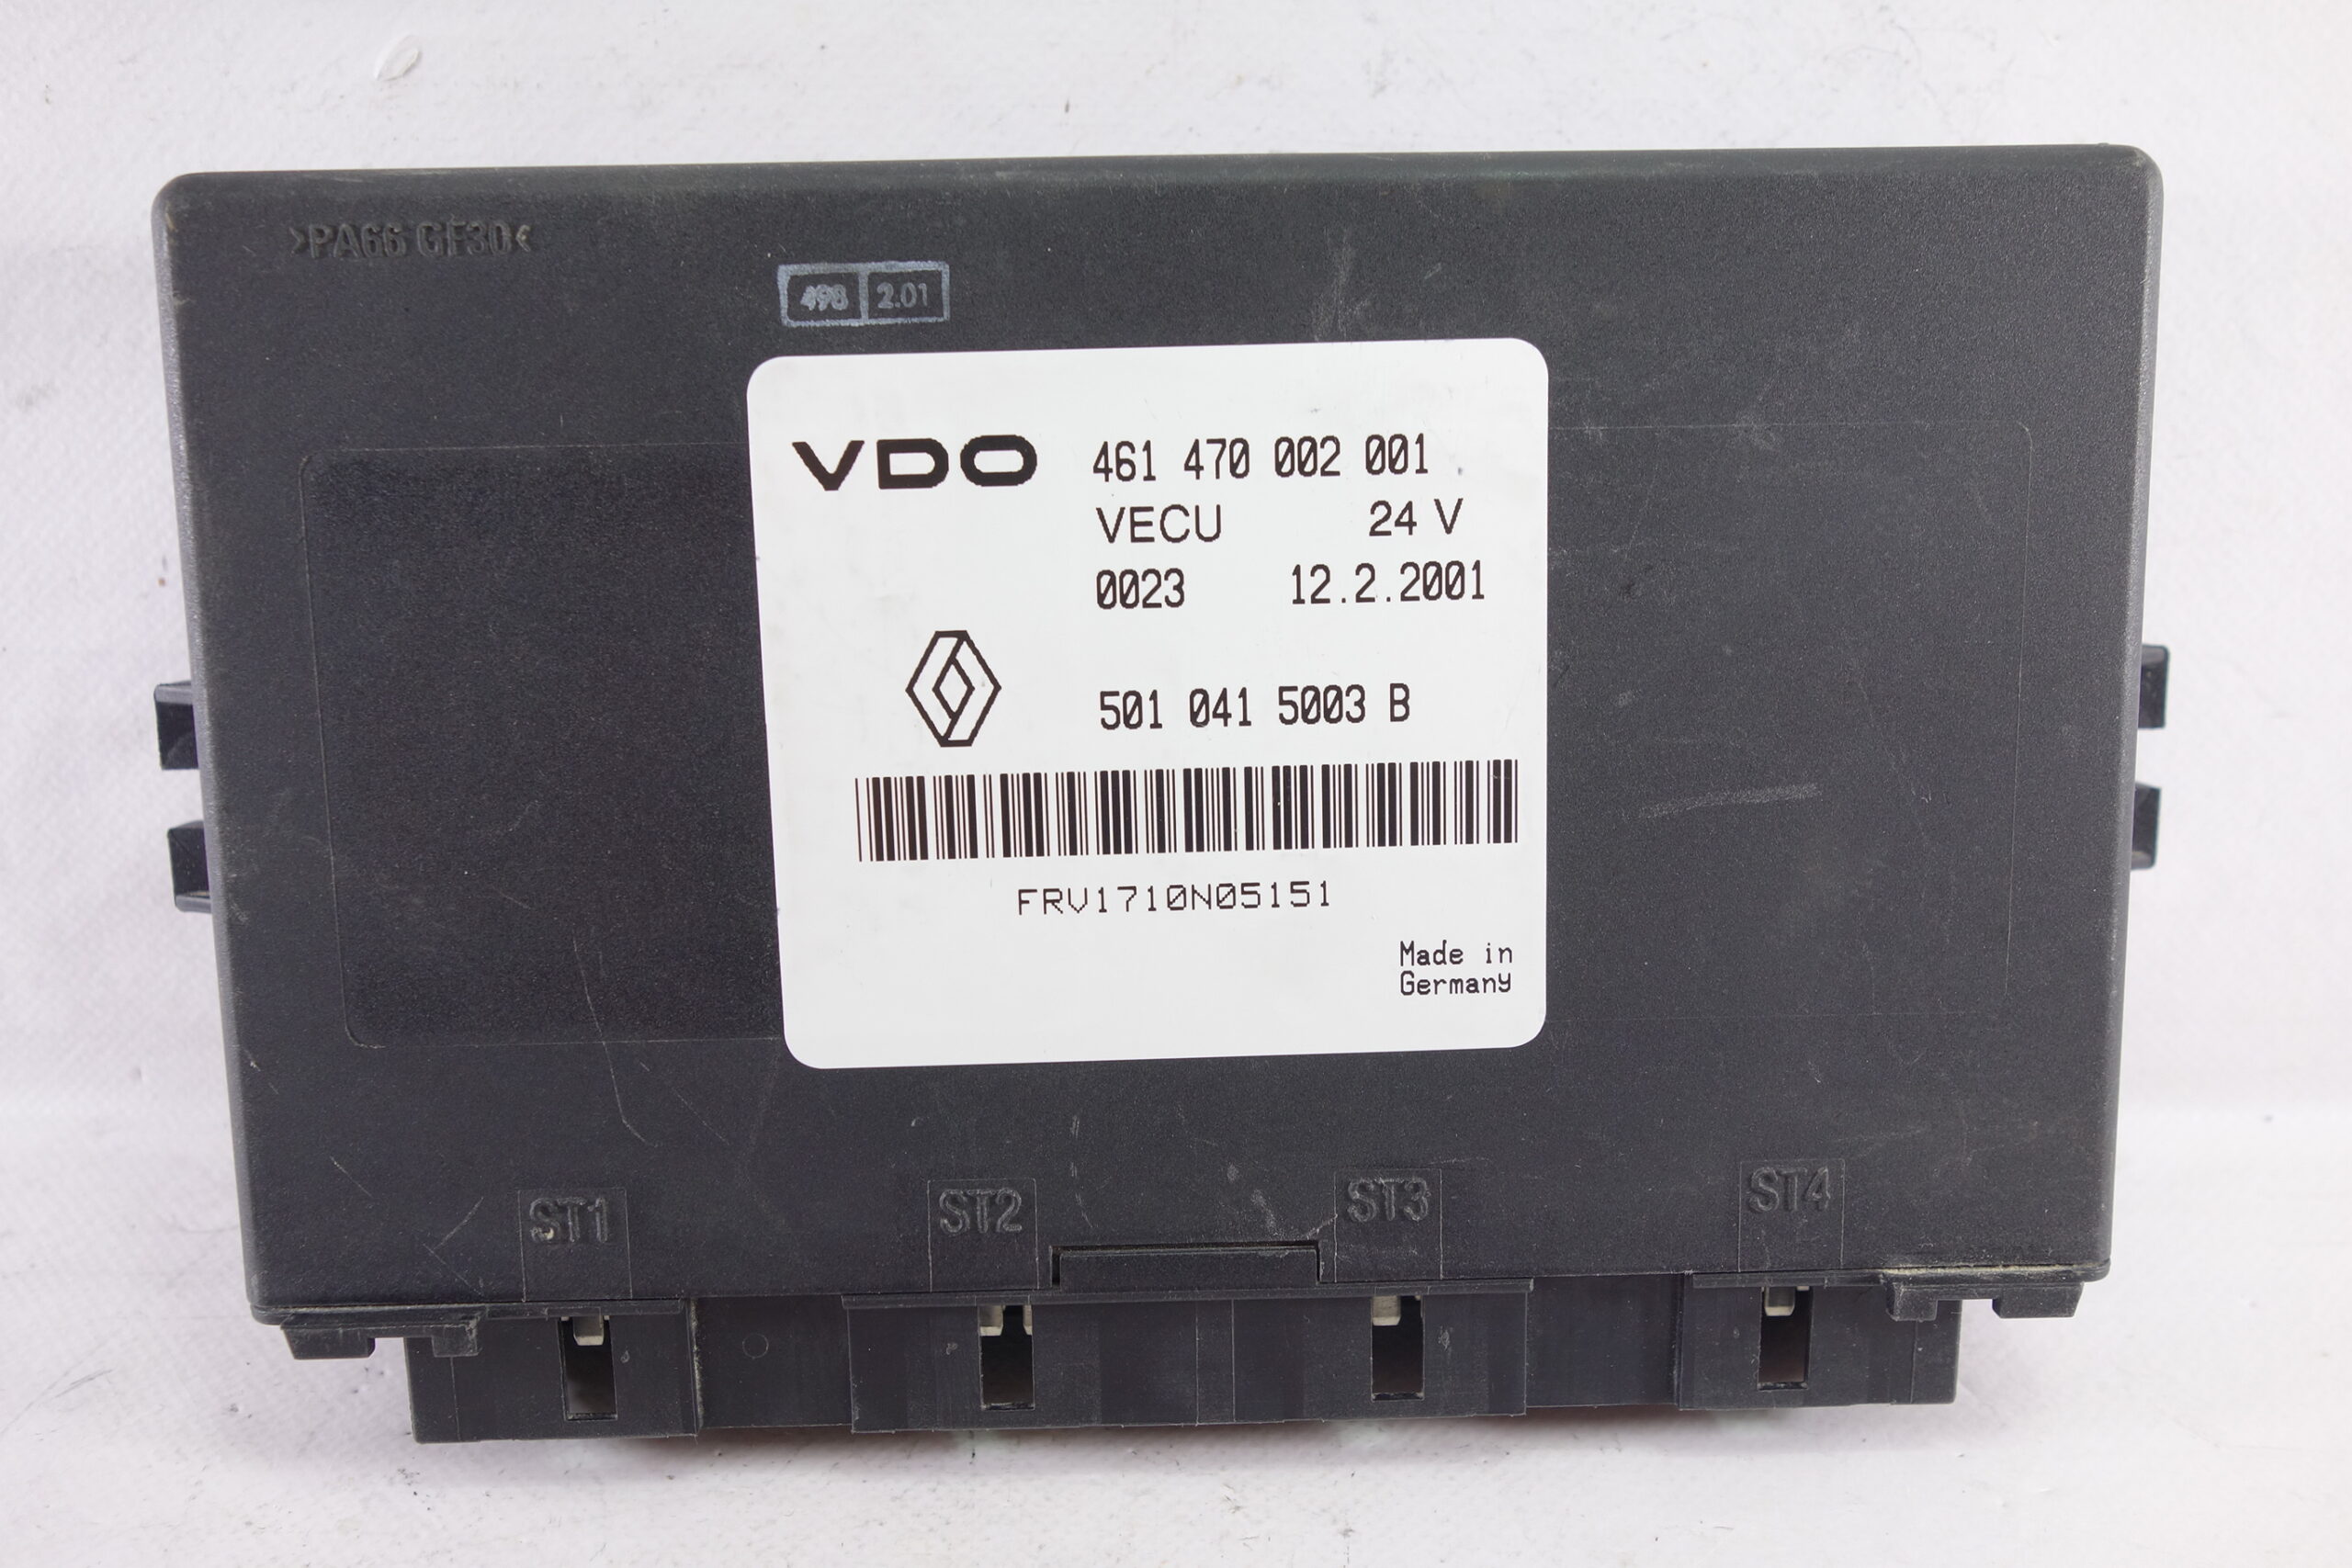 >PA66 GF30<
498 2.01
VDO 461 470 002 001
VECU 24 V
0023 12.2.2001
501 041 5003 B
FRV1710N05151
Made in
Germany
ST1 ST2 ST3 ST4